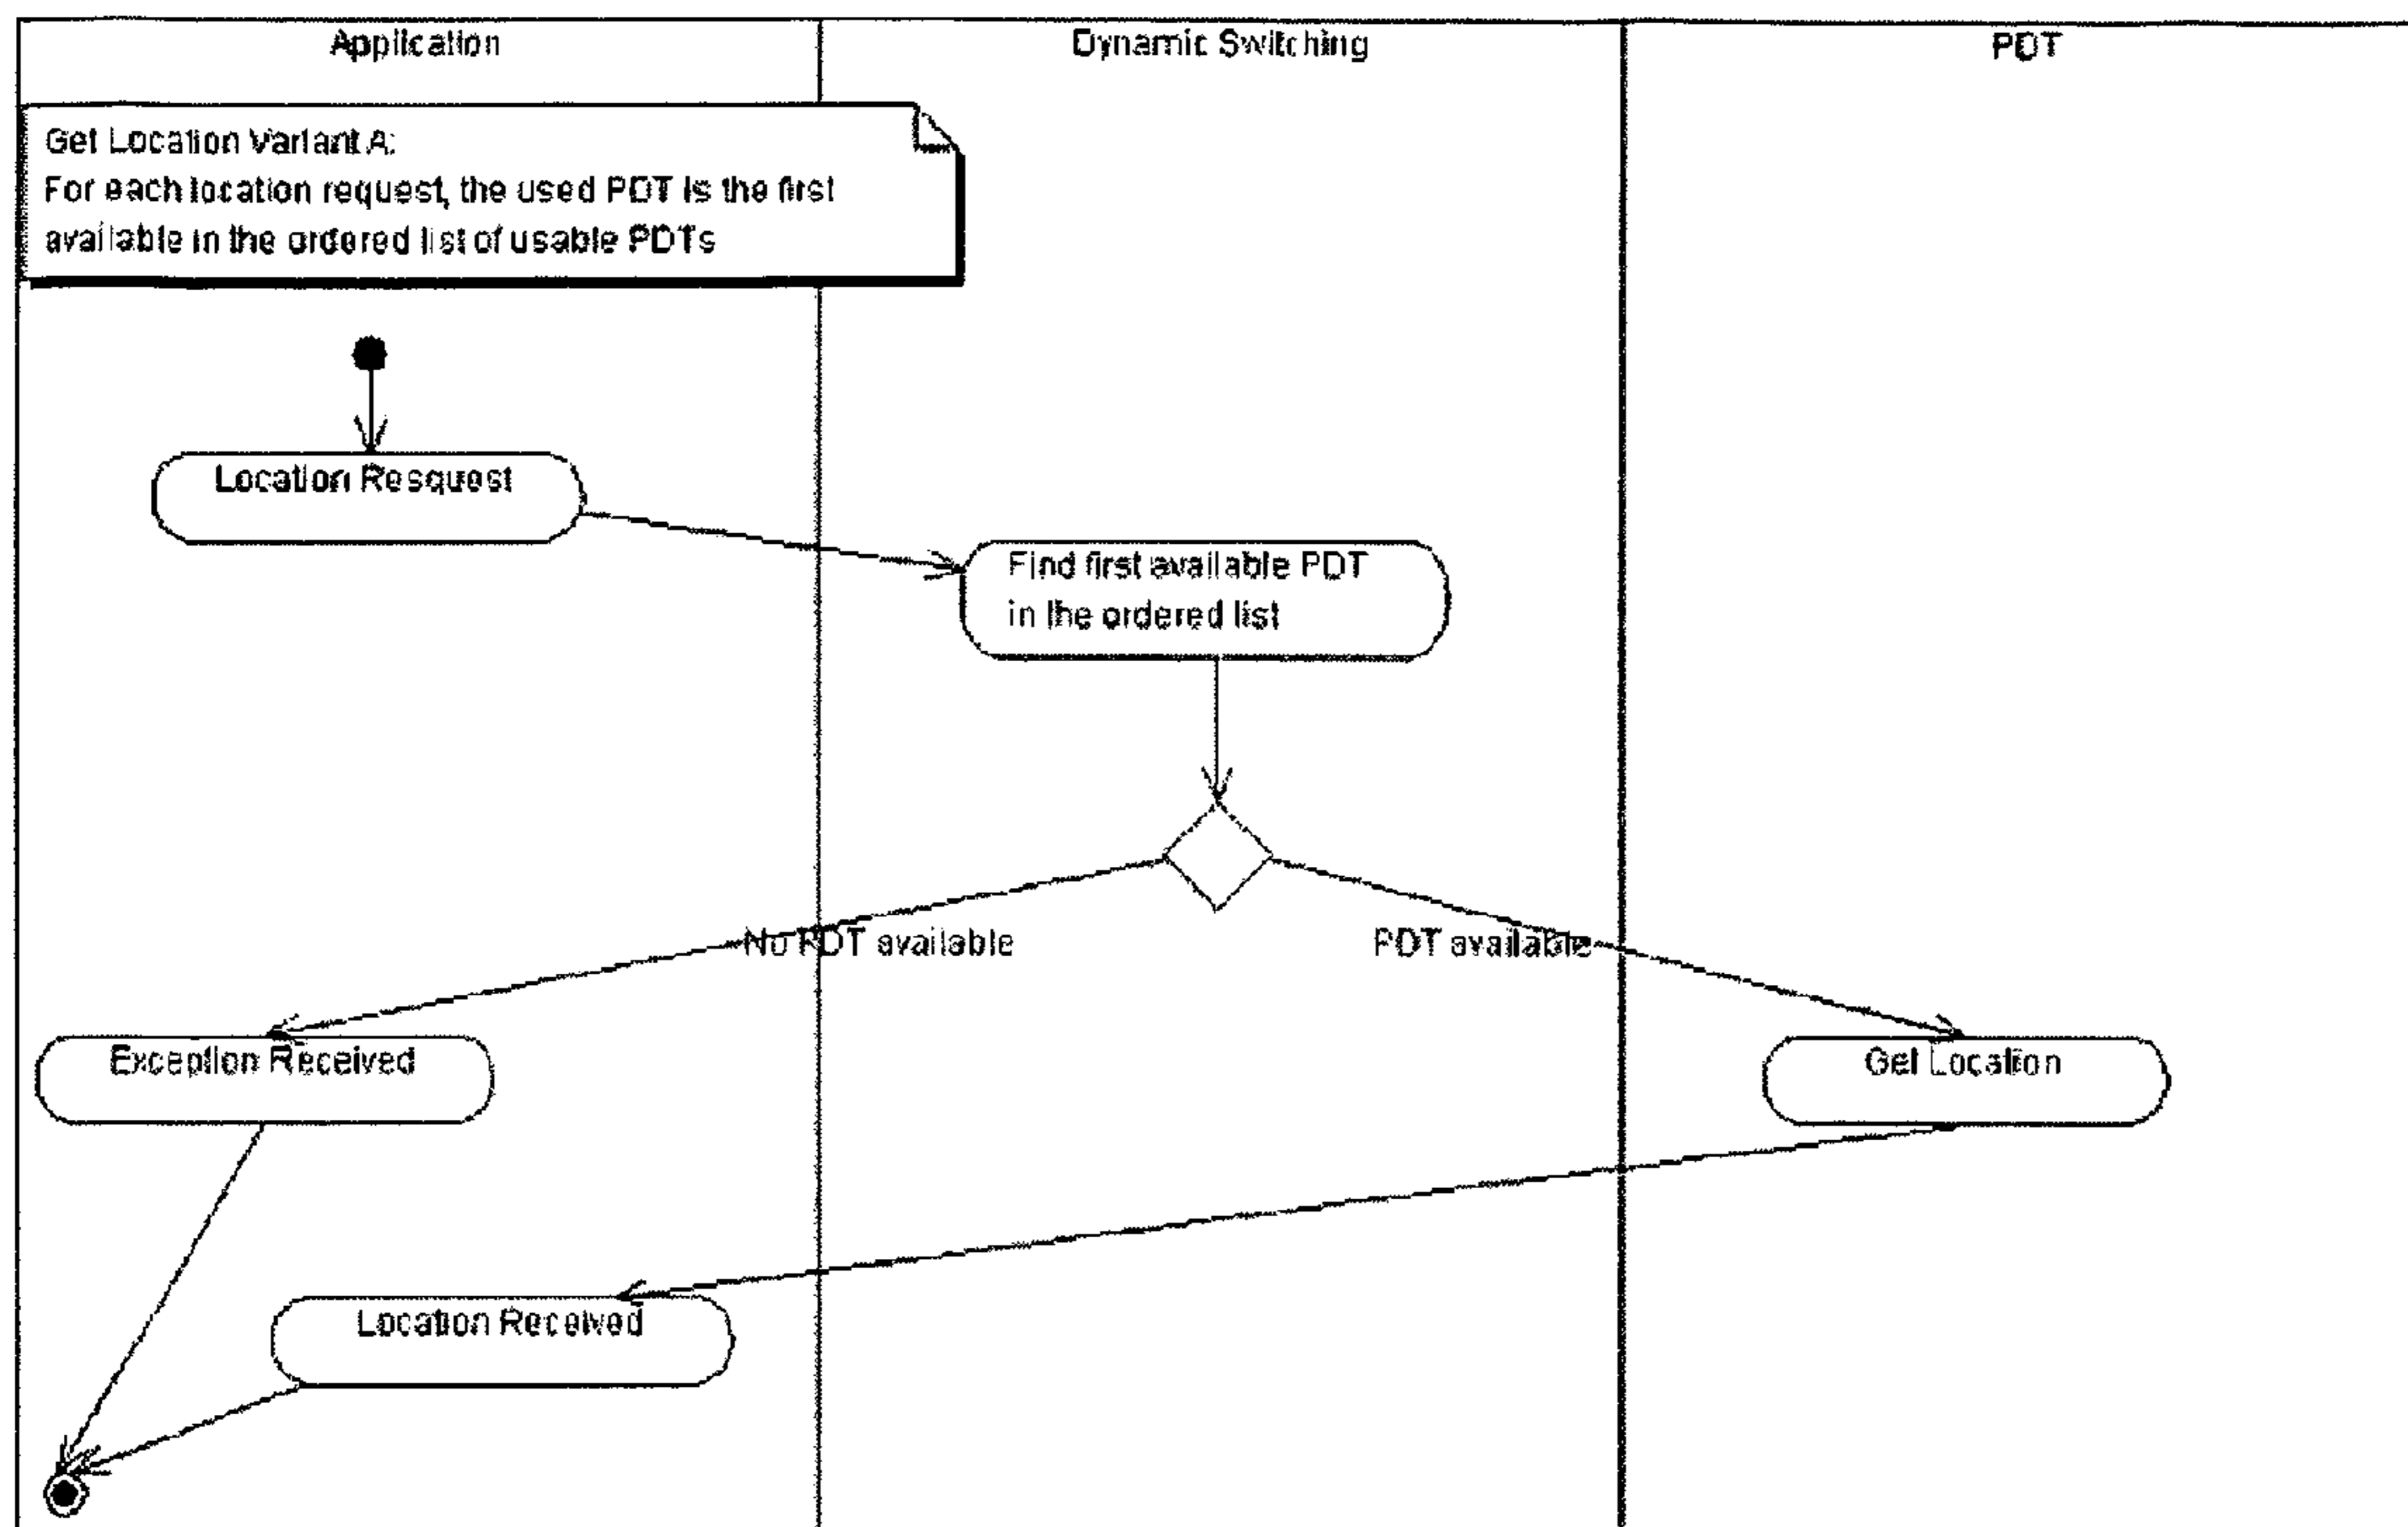 Application
Dynamic Switching
PDT
Get Location Variant A:
For each location request, the used PDT is the first
available in the ordered list of usable PDTs
Location Resquest
Find first available PDT
in the ordered list
No PDT available
PDT available
Exception Received
Get Location
Location Received